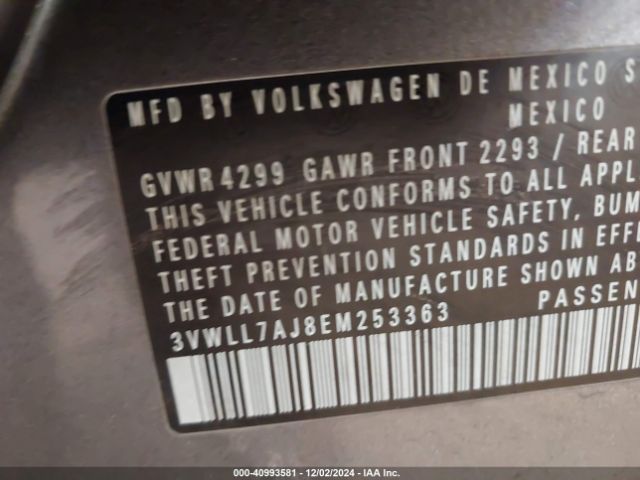 MFD BY VOLKSWAGEN DE MEXICO S
MEXICO
GVWR 4299 GAWR FRONT 2293 / REAR
THIS VEHICLE CONFORMS TO ALL APPL
FEDERAL MOTOR VEHICLE SAFETY, BUM
THEFT PREVENTION STANDARDS IN EFF
THE DATE OF MANUFACTURE SHOWN AB
3VWLL7AJ8EM253363 PASSEN
000-40993581 - 12/02/2024 - IAA Inc.